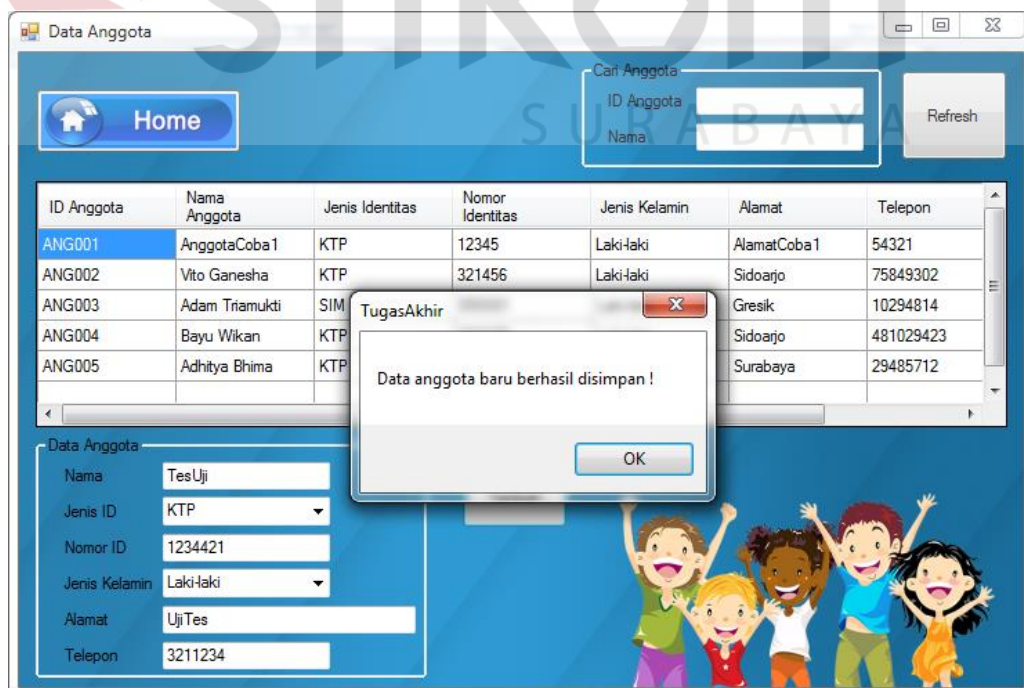 Data Anggota
SURABAYA
Home
Cari Anggota
ID Anggota
Nama
Refresh
ID Anggota Nama Anggota Jenis Identitas Nomor Identitas Jenis Kelamin Alamat Telepon
ANG001 AnggotaCoba1 KTP 12345 Laki-laki AlamatCoba1 54321
ANG002 Vito Ganesha KTP 321456 Laki-laki Sidoarjo 75849302
ANG003 Adam Triamukti SIM Gresik 10294814
ANG004 Bayu Wikan KTP Sidoarjo 481029423
ANG005 Adhitya Bhima KTP Surabaya 29485712
TugasAkhir
Data anggota baru berhasil disimpan !
OK
Data Anggota
Nama TesUji
Jenis ID KTP
Nomor ID 1234421
Jenis Kelamin Laki-laki
Alamat UjiTes
Telepon 3211234